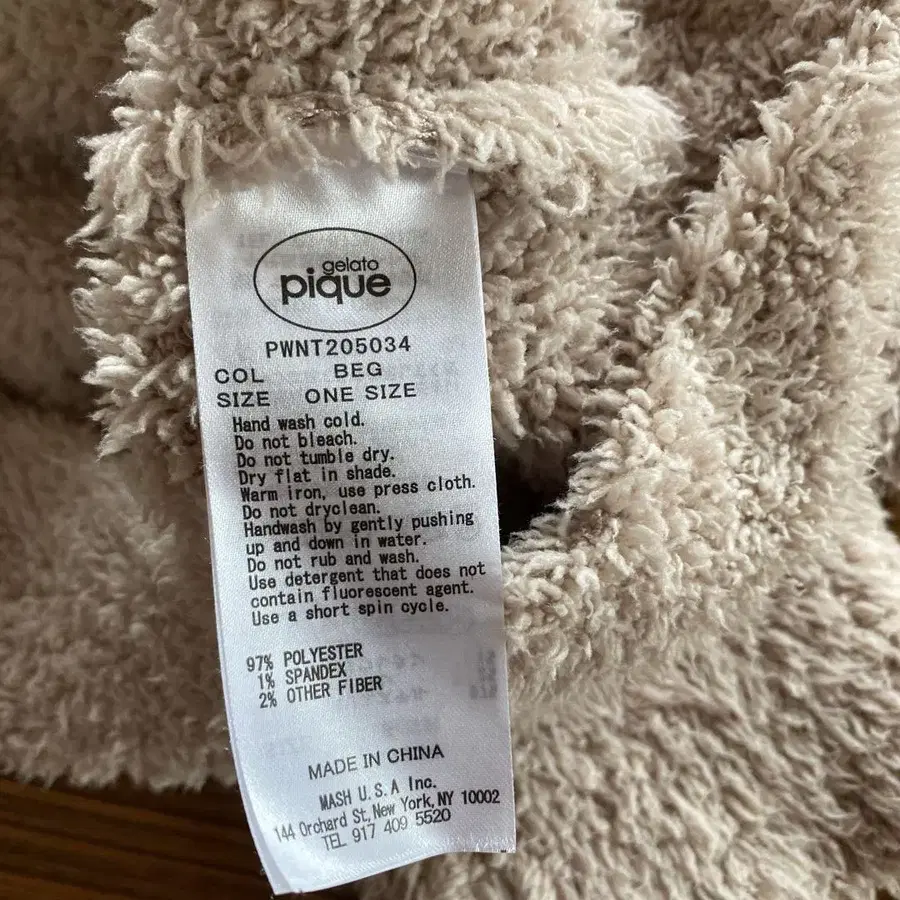 gelato
pique
PWNT205034
COL BEG
SIZE ONE SIZE
Hand wash cold.
Do not bleach.
Do not tumble dry.
Dry flat in shade.
Warm iron, use press cloth.
Do not dryclean.
Handwash by gently pushing
up and down in water.
Do not rub and wash.
Use detergent that does not
contain fluorescent agent.
Use a short spin cycle.
97% POLYESTER
1% SPANDEX
2% OTHER FIBER
MADE IN CHINA
MASH U.S.A Inc.
144 Orchard St, New York, NY 10002
TEL 917 409 5520